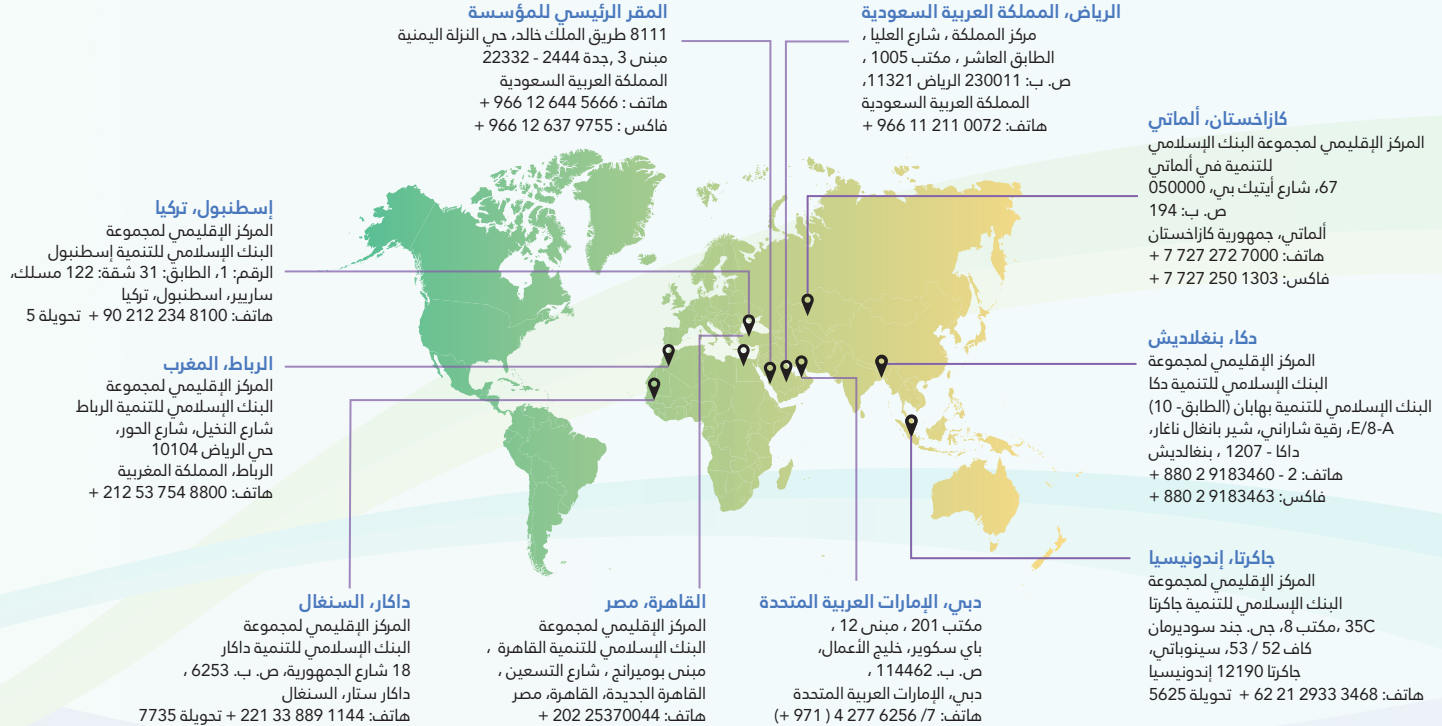 المقر الرئيسي للمؤسسة
8111 طريق الملك خالد، حي النزلة اليمنية
مبنى 3 ,جدة 2444 - 22332
المملكة العربية السعودية
هاتف : 5666 644 12 966 +
فاكس : 9755 637 12 966 +
الرياض، المملكة العربية السعودية
مركز المملكة ، شارع العليا ،
الطابق العاشر ، مكتب 1005 ،
ص. ب: 230011 الرياض 11321،
المملكة العربية السعودية
هاتف: 0072 211 11 966 +
كازاخستان، ألماتي
المركز الإقليمي لمجموعة البنك الإسلامي
للتنمية في ألماتي
67، شارع أيتيك بي، 050000
ص. ب: 194
ألماتي، جمهورية كازاخستان
هاتف: 7000 272 727 7 +
فاكس: 1303 250 727 7 +
إسطنبول، تركيا
المركز الإقليمي لمجموعة
البنك الإسلامي للتنمية إسطنبول
الرقم: 1، الطابق: 31 شقة: 122 مسلك،
ساريير، اسطنبول، تركيا
هاتف: 8100 234 212 90 + تحويلة 5
دكا، بنغلاديش
المركز الإقليمي لمجموعة
البنك الإسلامي للتنمية دكا
البنك الإسلامي للتنمية بهابان (الطابق- 10)
E/8-A، رقية شاراني، شير بانغال ناغار،
داكا - 1207 ، بنغالديش
هاتف: 2 - 9183460 2 880 +
فاكس: 9183463 2 880 +
الرباط، المغرب
المركز الإقليمي لمجموعة
البنك الإسلامي للتنمية الرباط
شارع النخيل، شارع الحور،
حي الرياض 10104
الرباط، المملكة المغربية
هاتف: 8800 754 53 212 +
جاكرتا، إندونيسيا
المركز الإقليمي لمجموعة
البنك الإسلامي للتنمية جاكرتا
35C ،مكتب 8، جي. جند سوديرمان
كاف 52 / 53، سينوباتي،
جاكرتا 12190 إندونيسيا
هاتف: 3468 2933 21 62 + تحويلة 5625
دبي، الإمارات العربية المتحدة
مكتب 201 ، مبنى 12 ،
باي سكوير، خليج الأعمال،
ص. ب. 114462 ،
دبي، الإمارات العربية المتحدة
هاتف: 7/ 6256 277 4 ( 971 +)
القاهرة، مصر
المركز الإقليمي لمجموعة
البنك الإسلامي للتنمية القاهرة ،
مبنى بوميرانج ، شارع التسعين ،
القاهرة الجديدة، القاهرة، مصر
هاتف: 25370044 202 +
داكار، السنغال
المركز الإقليمي لمجموعة
البنك الإسلامي للتنمية داكار
18 شارع الجمهورية، ص. ب. 6253 ،
داكار ستار، السنغال
هاتف: 1144 889 33 221 + تحويلة 7735